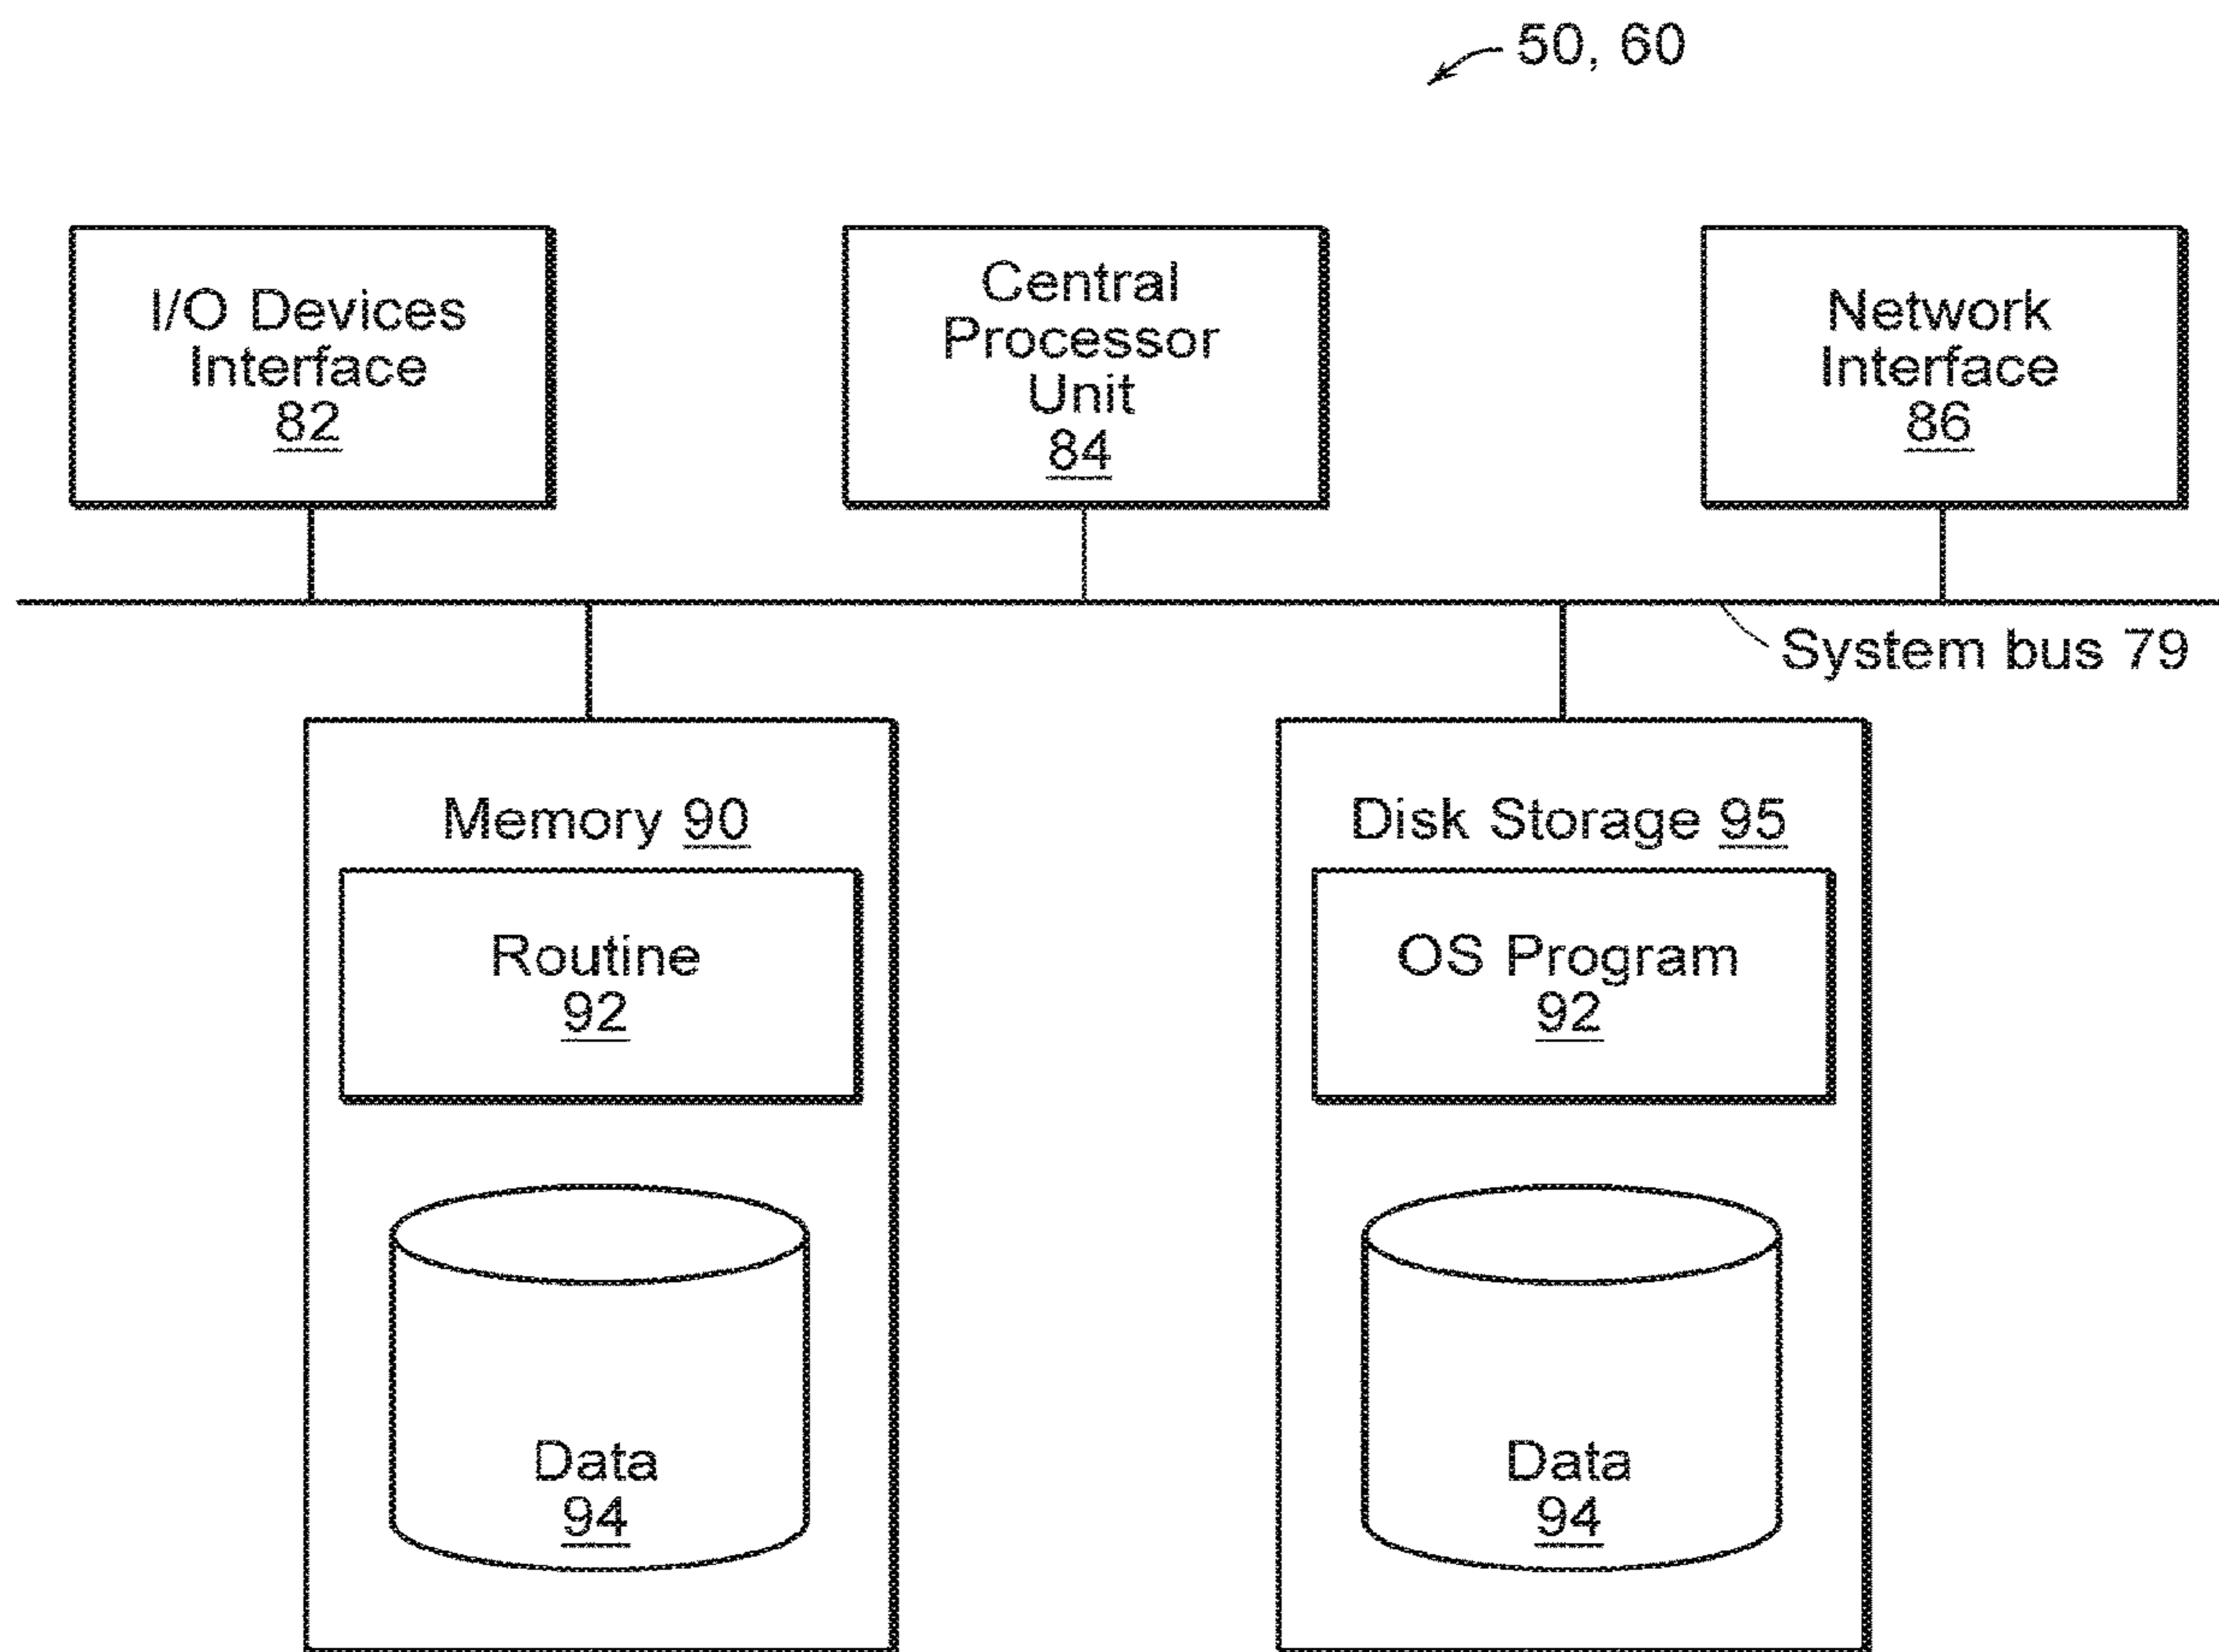 50, 60
I/O Devices
Interface
82
Central
Processor
Unit
84
Network
Interface
86
System bus 79
Memory 90
Routine
92
Data
94
Disk Storage 95
OS Program
92
Data
94